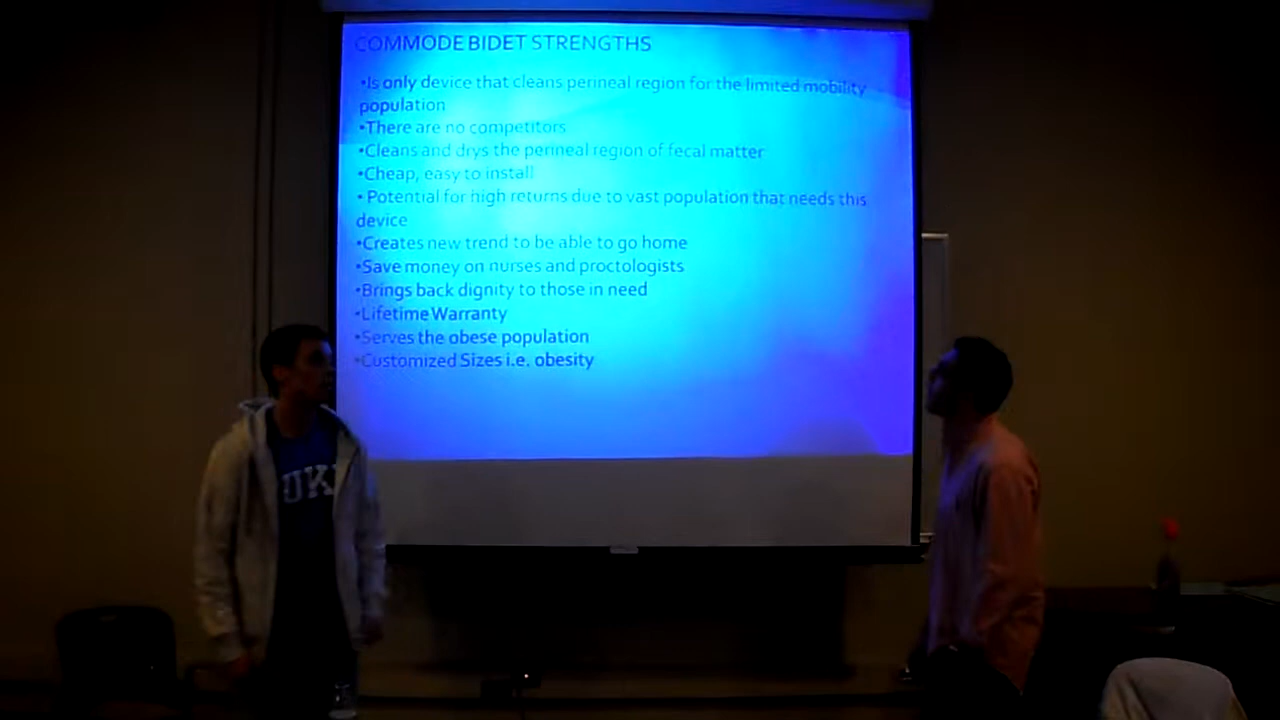 COMMODE BIDET STRENGTHS
•Is only device that cleans perineal region for the limited mobility
population
•There are no competitors
•Cleans and drys the perineal region of fecal matter
•Cheap, easy to install
• Potential for high returns due to vast population that needs this
device
•Creates new trend to be able to go home
•Save money on nurses and proctologists
•Brings back dignity to those in need
•Lifetime Warranty
•Serves the obese population
•Customized Sizes i.e. obesity
UK